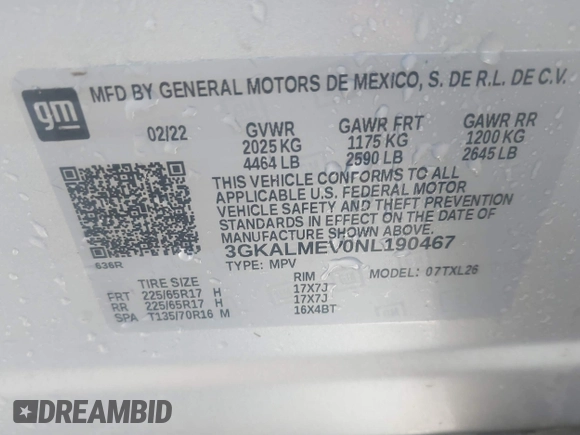 gm
MFD BY GENERAL MOTORS DE MEXICO, S. DE R.L. DE C.V.
02/22 GVWR GAWR FRT GAWR RR
2025 KG 1175 KG 1200 KG
4464 LB 2590 LB 2645 LB
THIS VEHICLE CONFORMS TO ALL
APPLICABLE U.S. FEDERAL MOTOR
VEHICLE SAFETY AND THEFT PREVENTION
STANDARDS IN EFFECT ON THE DATE OF
MANUFACTURE SHOWN ABOVE.
3GKALMEV0NL190467
636R
TYPE: MPV MODEL: 07TXL26
TIRE SIZE RIM
FRT 225/65R17 H 17X7J
RR 225/65R17 H 17X7J
SPA T135/70R16 M 16X4BT
DREAMBID